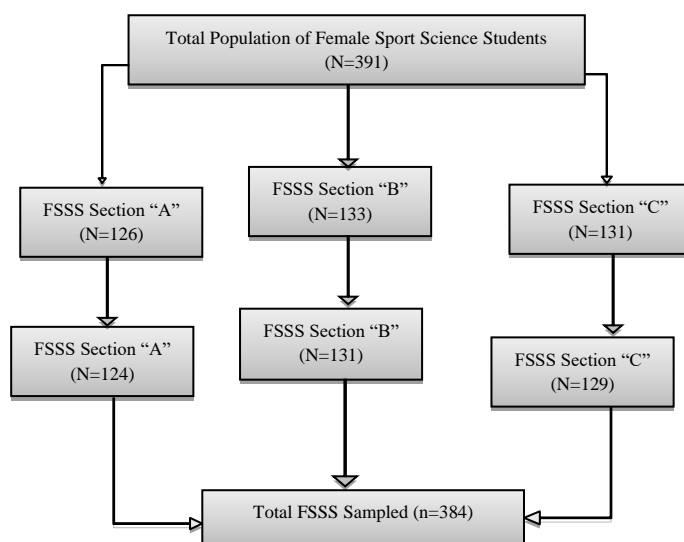 Total Population of Female Sport Science Students
(N=391)
FSSS Section “A”
(N=126)
FSSS Section “B”
(N=133)
FSSS Section “C”
(N=131)
FSSS Section “A”
(N=124)
FSSS Section “B”
(N=131)
FSSS Section “C”
(N=129)
Total FSSS Sampled (n=384)